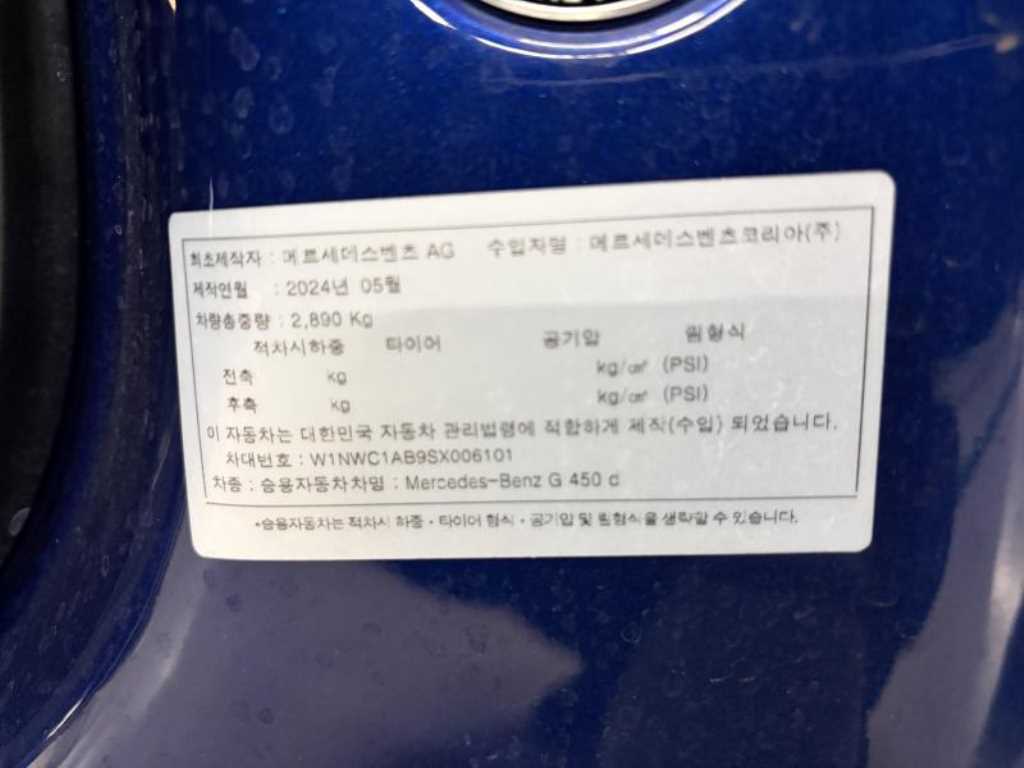 최초제작자 : 메르세데스벤츠 AG 수입자명 : 메르세데스벤츠코리아(주)
제작연월 : 2024년 05월
차량총중량 : 2,890 Kg
적차시하중 타이어 공기압 림형식
전축 kg kg/㎠ (PSI)
후축 kg kg/㎠ (PSI)
이 자동차는 대한민국 자동차 관리법령에 적합하게 제작(수입) 되었습니다.
차대번호 : W1NWC1AB9SX006101
차종 : 승용자동차차명 : Mercedes-Benz G 450 d
*승용자동차는 적차시 하중·타이어 형식·공기압 및 림형식을 생략할 수 있습니다.